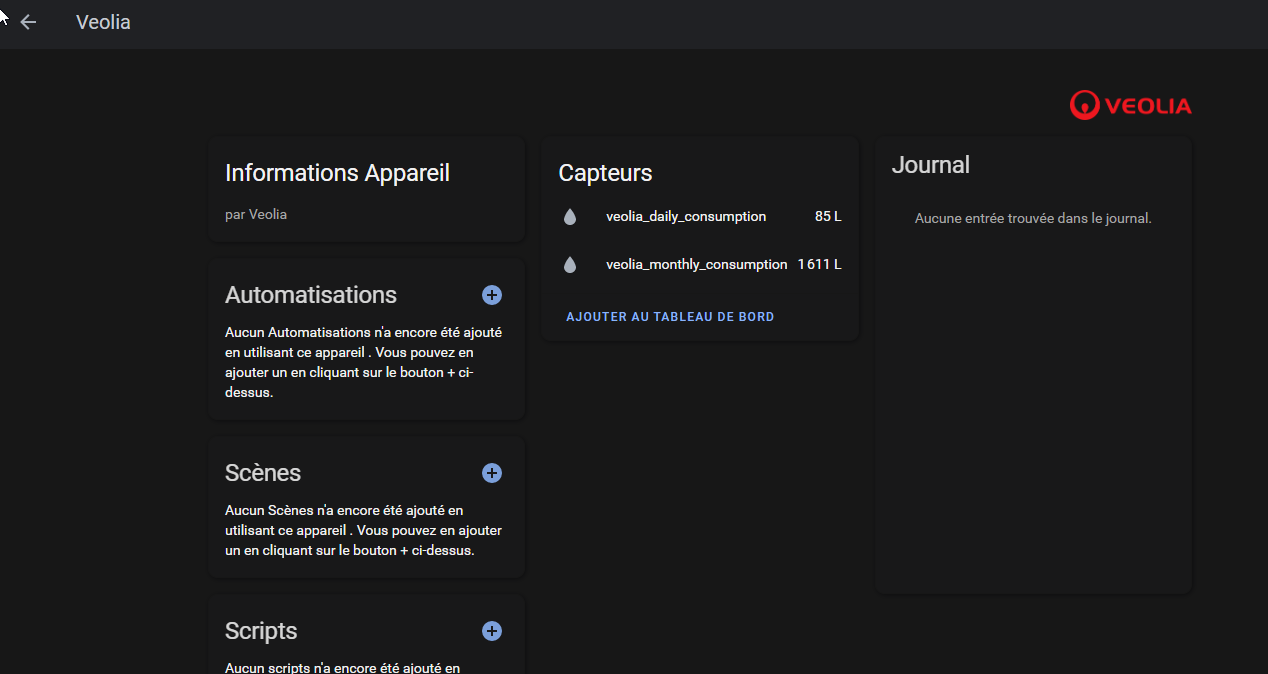 Veolia
VEOLIA
Informations Appareil
par Veolia
Automatisations
Aucun Automatisations n'a encore été ajouté
en utilisant ce appareil . Vous pouvez en
ajouter un en cliquant sur le bouton + ci-
dessus.
Scènes
Aucun Scènes n'a encore été ajouté en
utilisant ce appareil . Vous pouvez en ajouter
un en cliquant sur le bouton + ci-dessus.
Scripts
Aucun scripts n'a encore été ajouté en
Capteurs
veolia_daily_consumption 85 L
veolia_monthly_consumption 1 611 L
AJOUTER AU TABLEAU DE BORD
Journal
Aucune entrée trouvée dans le journal.